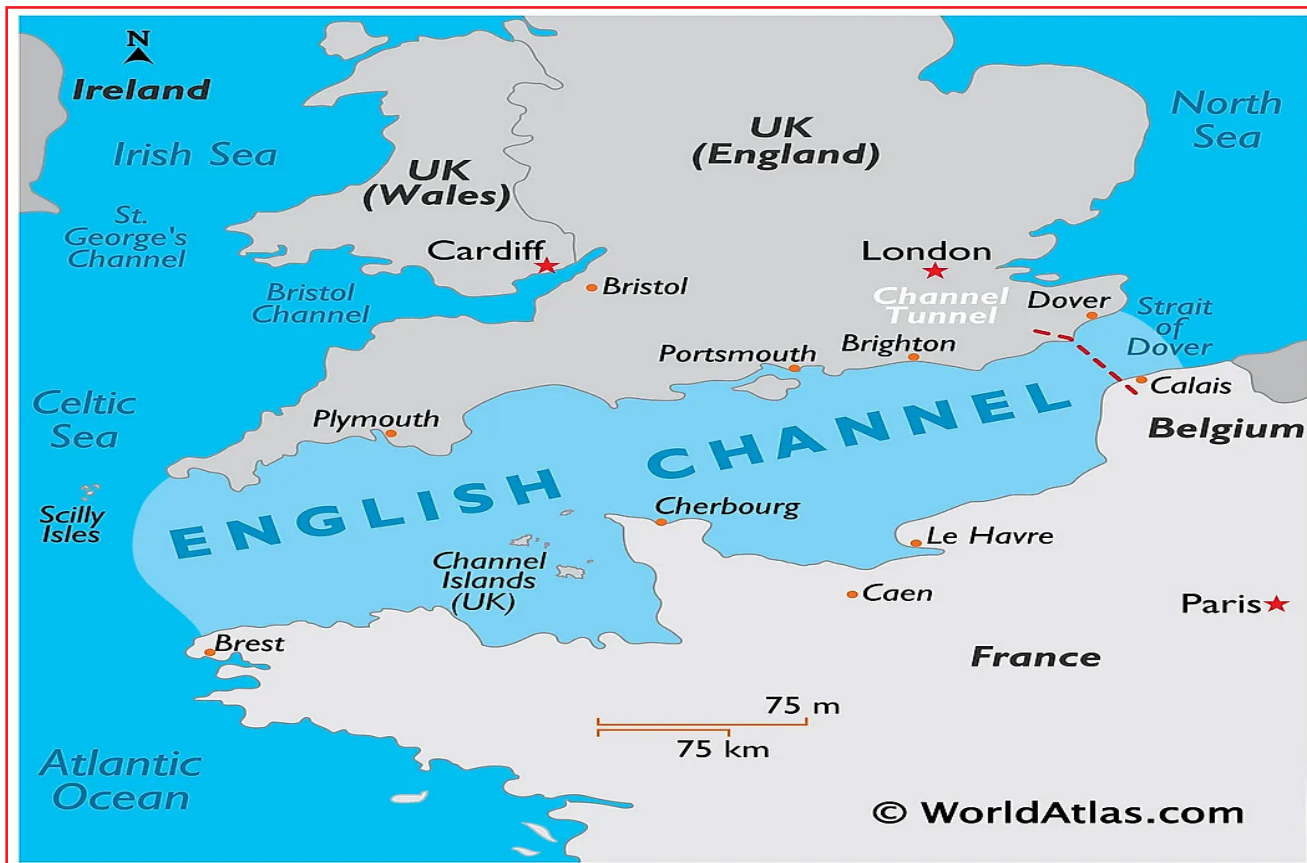 N
Ireland
Irish Sea
St.
George's
Channel
UK
(Wales)
Cardiff
Bristol
Channel
Bristol
UK
(England)
London
Channel
Tunnel
Dover
North
Sea
Strait
of
Dover
Portsmouth
Brighton
Calais
Belgium
Celtic
Sea
Plymouth
Scilly
Isles
ENGLISH CHANNEL
Cherbourg
Le Havre
Channel
Islands
(UK)
Caen
Paris
Brest
France
75 m
75 km
Atlantic
Ocean
© WorldAtlas.com